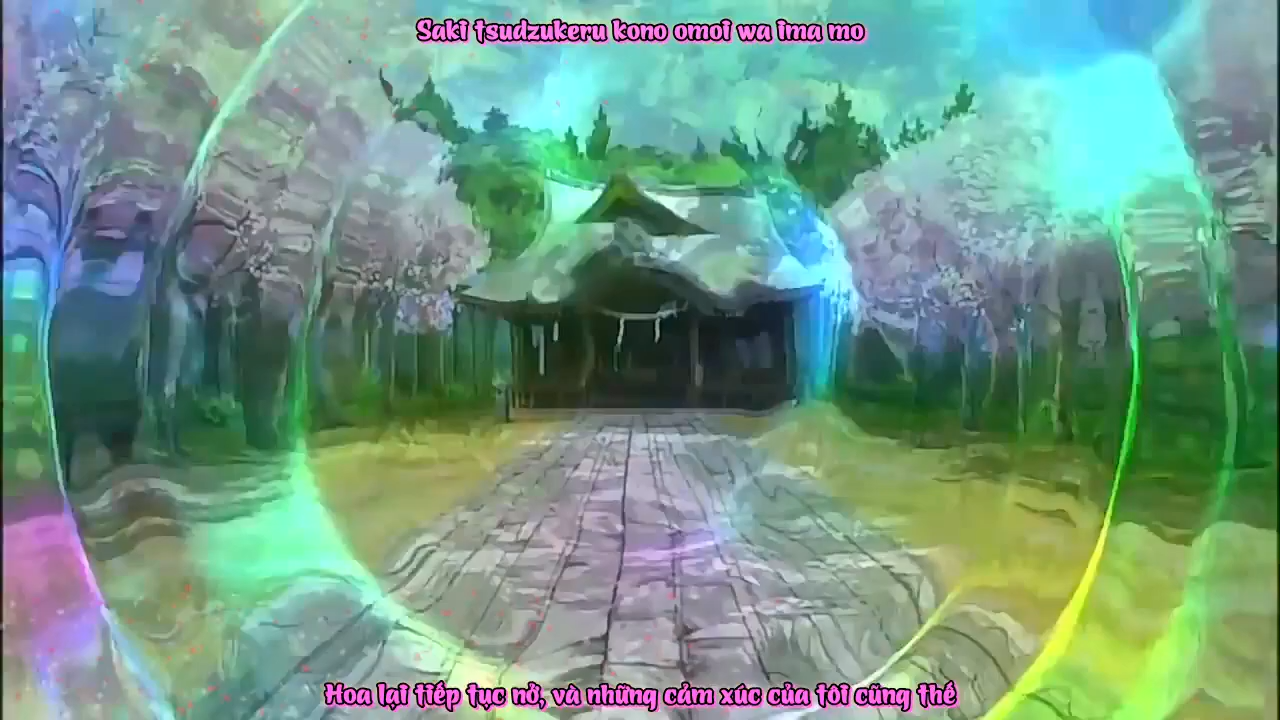 Saki tsudzukeru kono omoi wa ima mo
Hoa lại tiếp tục nở, và những cảm xúc của tôi cũng thế